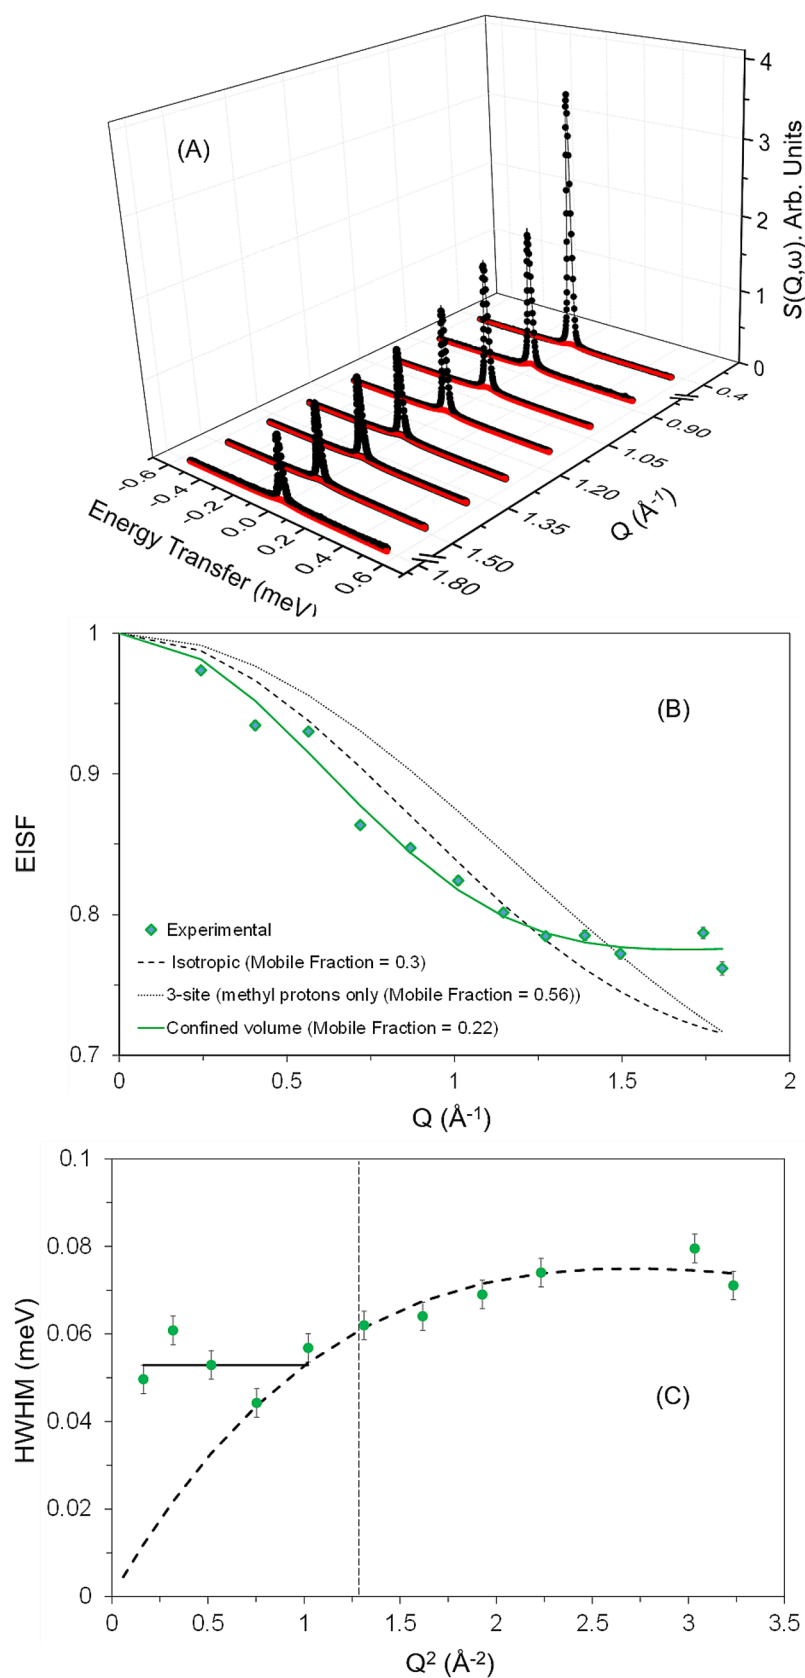 (A)
4
3
2
1
0
S(Q,ω). Arb. Units
-0.6
-0.4
-0.2
0.0
0.2
0.4
0.6
Energy Transfer (meV)
0.4
0.90
1.05
1.20
1.35
1.50
1.80
Q (Å-1)
(B)
1
0.9
0.8
0.7
EISF
Experimental
Isotropic (Mobile Fraction = 0.3)
3-site (methyl protons only (Mobile Fraction = 0.56))
Confined volume (Mobile Fraction = 0.22)
0 0.5 1 1.5 2
Q (Å-1)
0.1
0.08
0.06
0.04
0.02
0
HWHM (meV)
(C)
0 0.5 1 1.5 2 2.5 3 3.5
Q2 (Å-2)